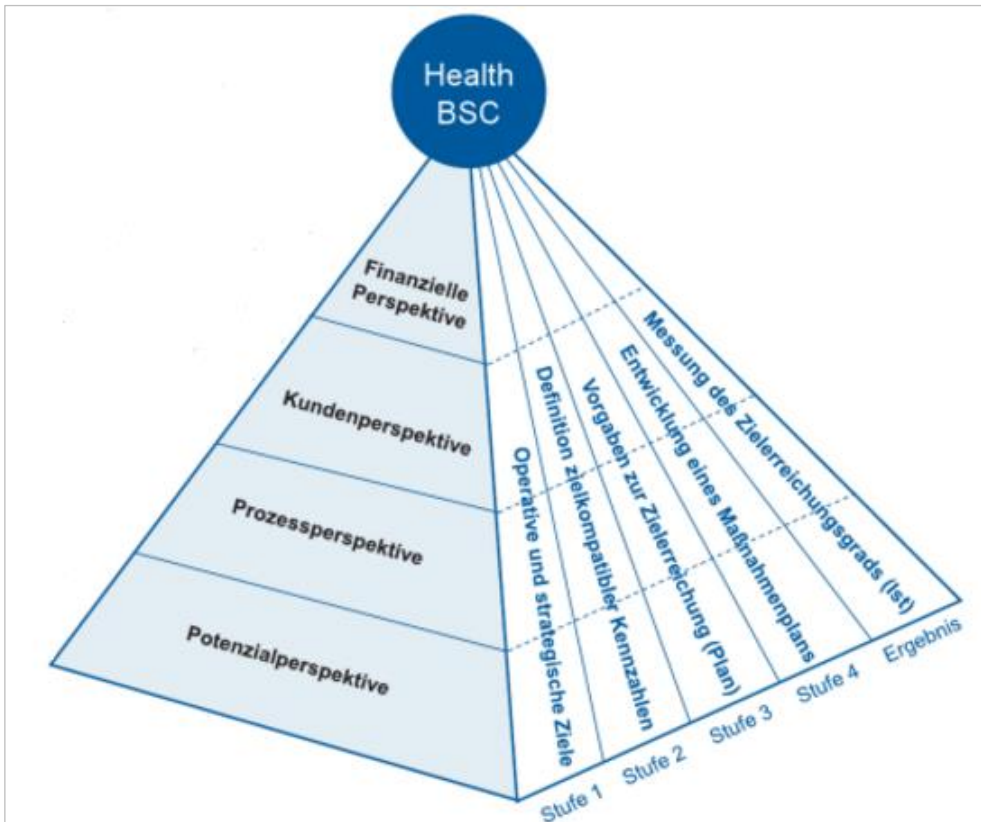 Health
BSC
Finanzielle
Perspektive
Kundenperspektive
Prozessperspektive
Potenzialperspektive
Operative und strategische Ziele
Definition zielkompatibler Kennzahlen
Vorgaben zur Zielerreichung (Plan)
Entwicklung eines Maßnahmenplans
Messung des Zielerreichungsgrads (Ist)
Stufe 1
Stufe 2
Stufe 3
Stufe 4
Ergebnis